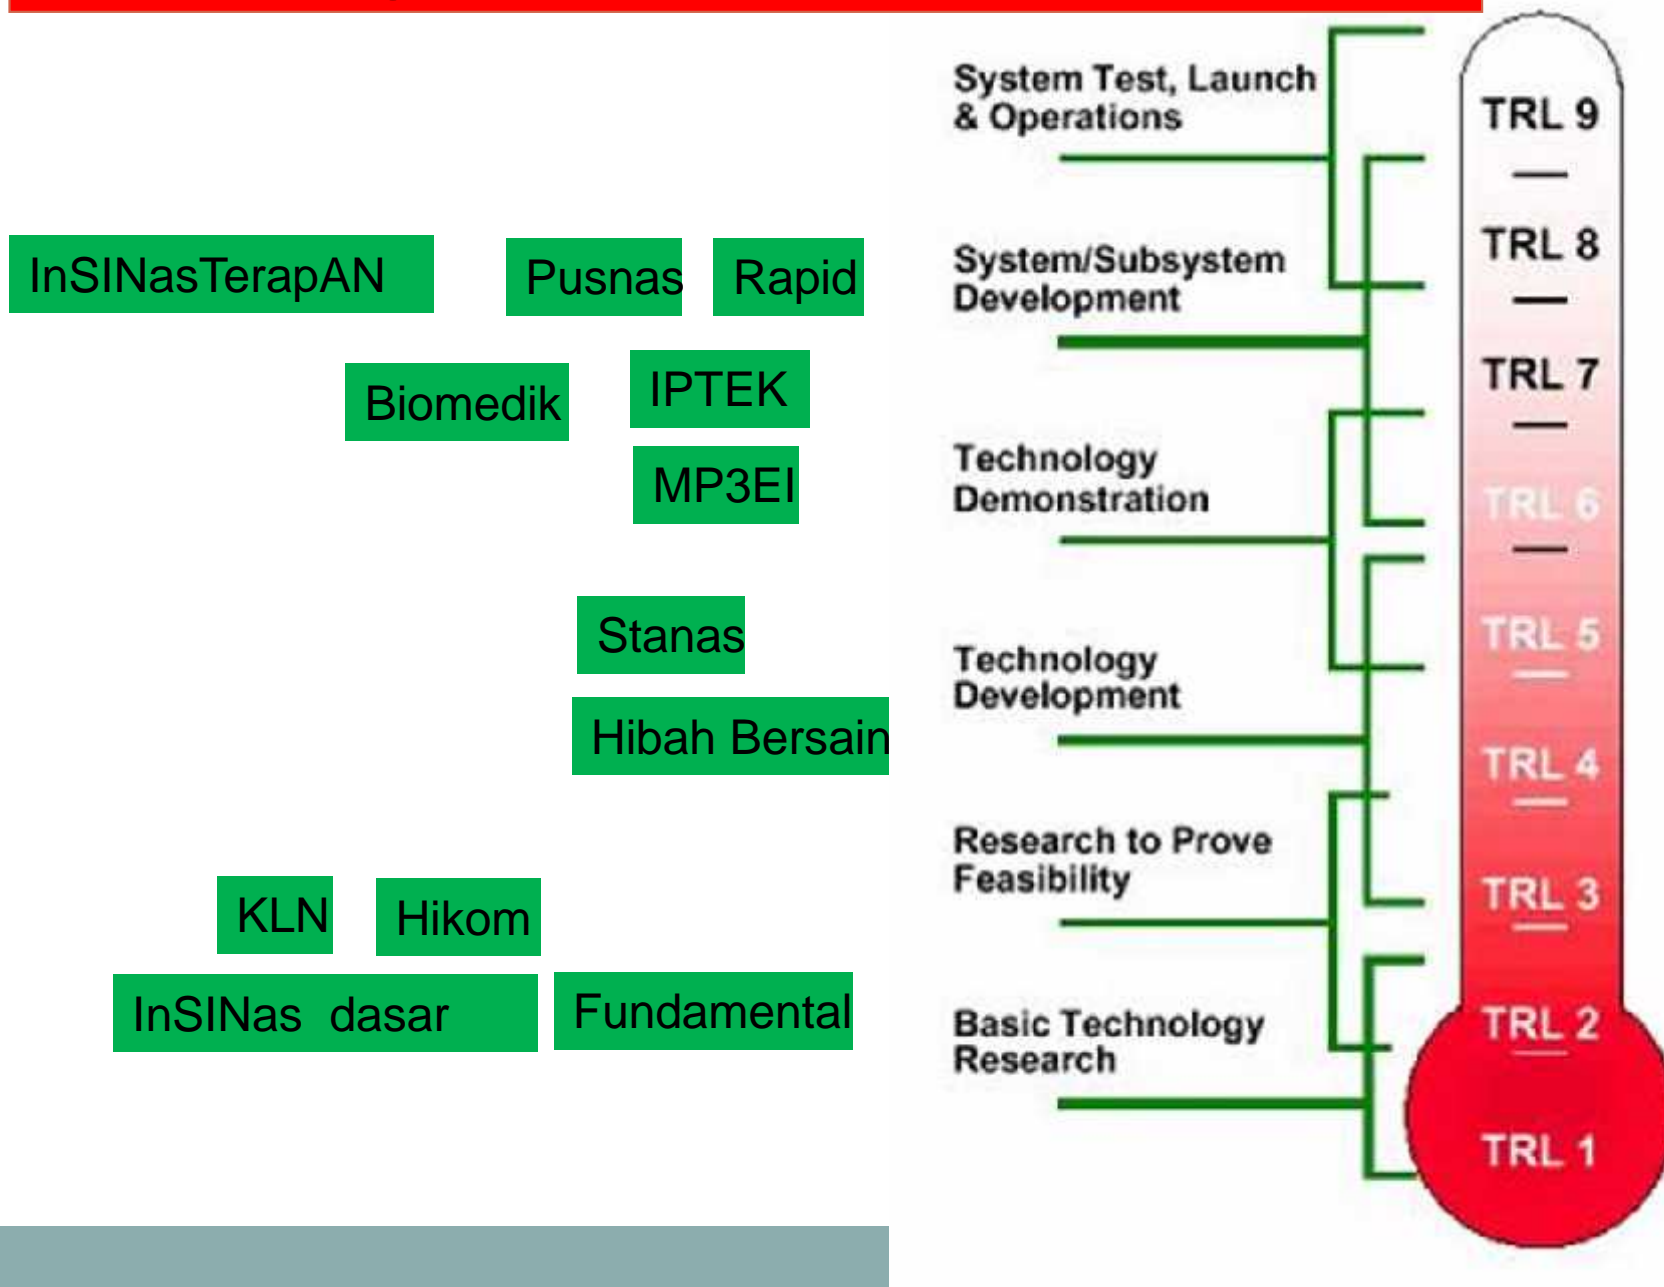 InSINasTerapAN
Pusnas
Rapid
Biomedik
IPTEK
MP3EI
Stanas
Hibah Bersain
KLN
Hikom
InSINas dasar
Fundamental
System Test, Launch
& Operations
System/Subsystem
Development
Technology
Demonstration
Technology
Development
Research to Prove
Feasibility
Basic Technology
Research
TRL 9
TRL 8
TRL 7
TRL 6
TRL 5
TRL 4
TRL 3
TRL 2
TRL 1